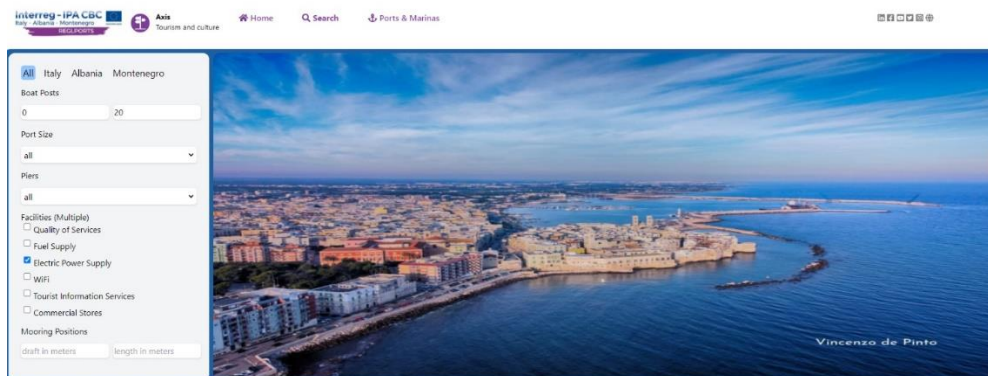 Interreg - IPA CBC
Italy - Albania - Montenegro
REGLPORTS
Axis
Tourism and culture
Home
Search
Ports & Marinas
All Italy Albania Montenegro
Boat Posts
0 20
Port Size
all
Piers
all
Facilities (Multiple)
Quality of Services
Fuel Supply
Electric Power Supply
WiFi
Tourist Information Services
Commercial Stores
Mooring Positions
draft in meters length in meters
Vincenzo de Pinto